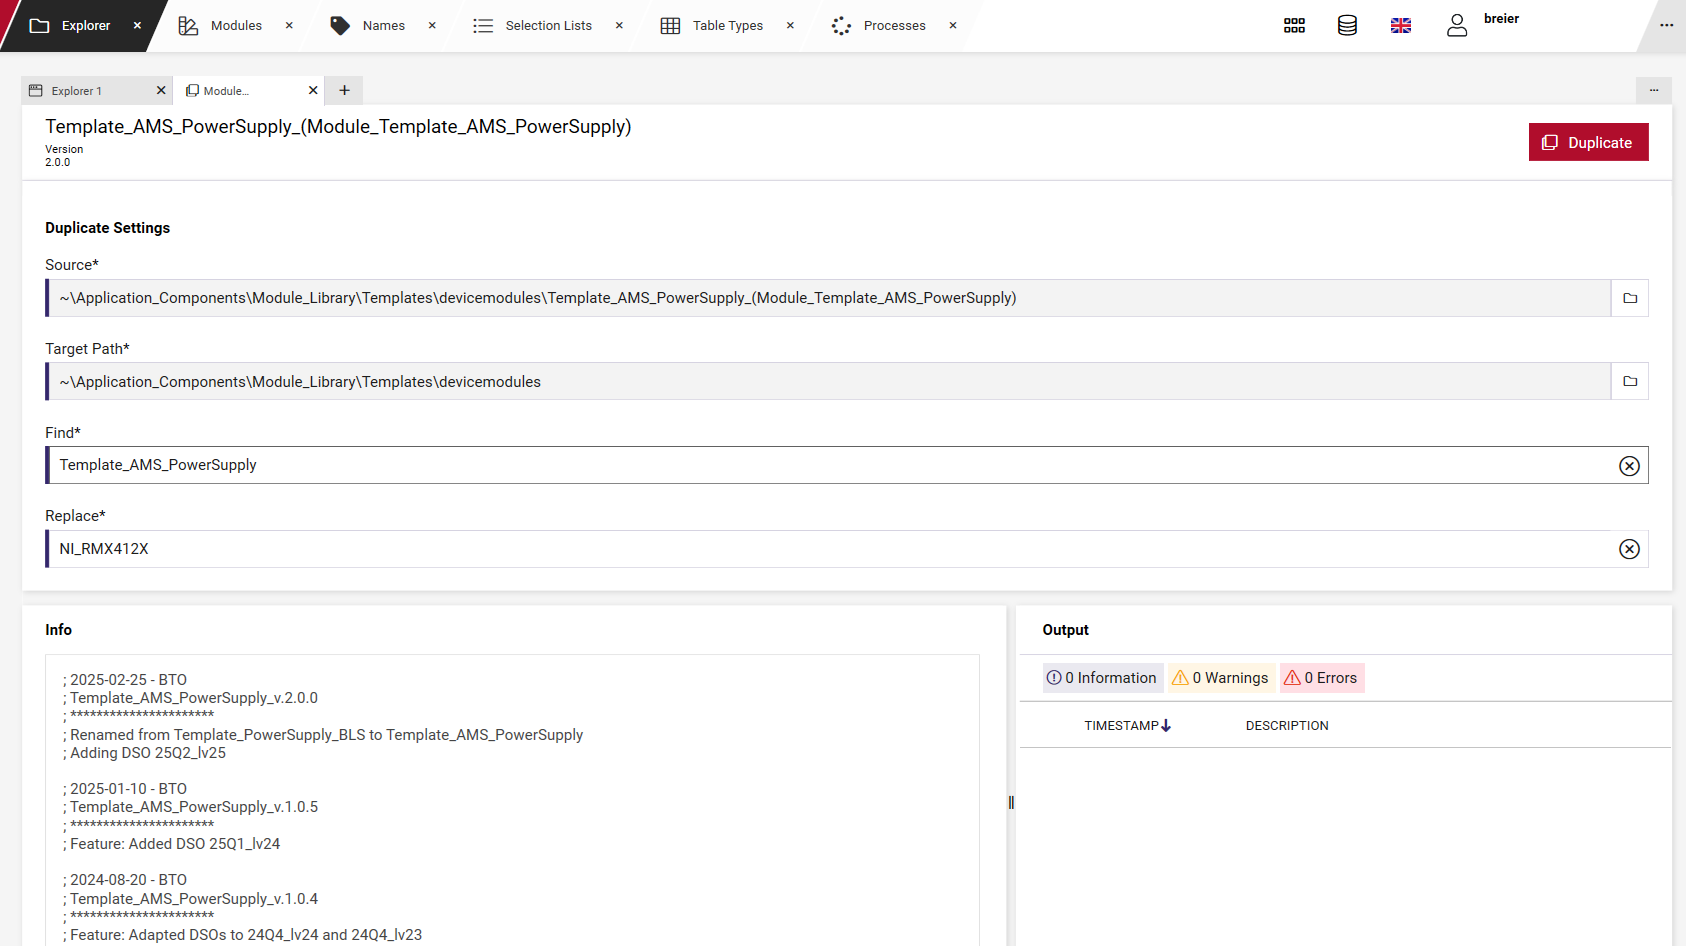 Explorer
Modules
Names
Selection Lists
Table Types
Processes
breier
Explorer 1
Module...
Template_AMS_PowerSupply_(Module_Template_AMS_PowerSupply)
Version
2.0.0
Duplicate
Duplicate Settings
Source*
~\Application_Components\Module_Library\Templates\devicemodules\Template_AMS_PowerSupply_(Module_Template_AMS_PowerSupply)
Target Path*
~\Application_Components\Module_Library\Templates\devicemodules
Find*
Template_AMS_PowerSupply
Replace*
NI_RMX412X
Info
; 2025-02-25 - BTO
; Template_AMS_PowerSupply_v.2.0.0
; **********************
; Renamed from Template_PowerSupply_BLS to Template_AMS_PowerSupply
; Adding DSO 25Q2_lv25
; 2025-01-10 - BTO
; Template_AMS_PowerSupply_v.1.0.5
; **********************
; Feature: Added DSO 25Q1_lv24
; 2024-08-20 - BTO
; Template_AMS_PowerSupply_v.1.0.4
; **********************
; Feature: Adapted DSOs to 24Q4_lv24 and 24Q4_lv23
Output
0 Information
0 Warnings
0 Errors
TIMESTAMP
DESCRIPTION